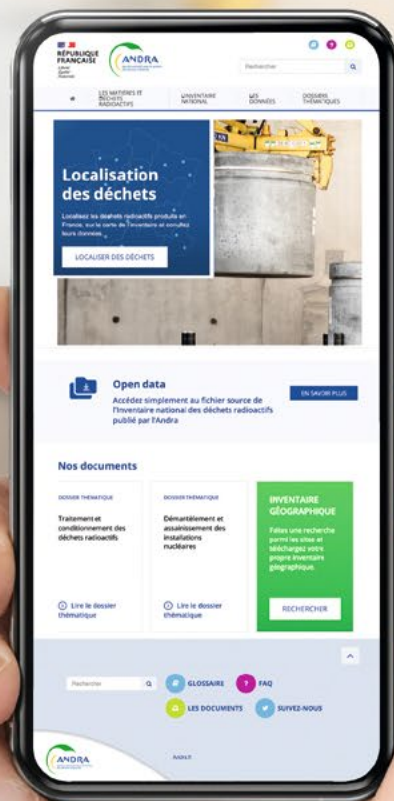 RÉPUBLIQUE
FRANÇAISE
Liberté
Égalité
Fraternité
ANDRA
Rechercher
LES MATIÈRES ET
DÉCHETS
RADIOACTIFS
L'INVENTAIRE
NATIONAL
LES
DONNÉES
DOSSIERS
THÉMATIQUES
Localisation
des déchets
Localisez les déchets radioactifs produits en
France, sur la carte de l'inventaire et consultez
leurs données.
LOCALISER DES DÉCHETS
Open data
Accédez simplement au fichier source de
l'Inventaire national des déchets radioactifs
publié par l'Andra
EN SAVOIR PLUS
Nos documents
DOSSIER THÉMATIQUE
Traitement et
conditionnement des
déchets radioactifs
Lire le dossier
thématique
DOSSIER THÉMATIQUE
Démantèlement et
assainissement des
installations
nucléaires
Lire le dossier
thématique
INVENTAIRE
GÉOGRAPHIQUE
Faites une recherche
parmi les sites et
téléchargez votre
propre inventaire
géographique.
RECHERCHER
Rechercher
GLOSSAIRE
? FAQ
LES DOCUMENTS
SUIVEZ-NOUS
ANDRA
Andra.fr